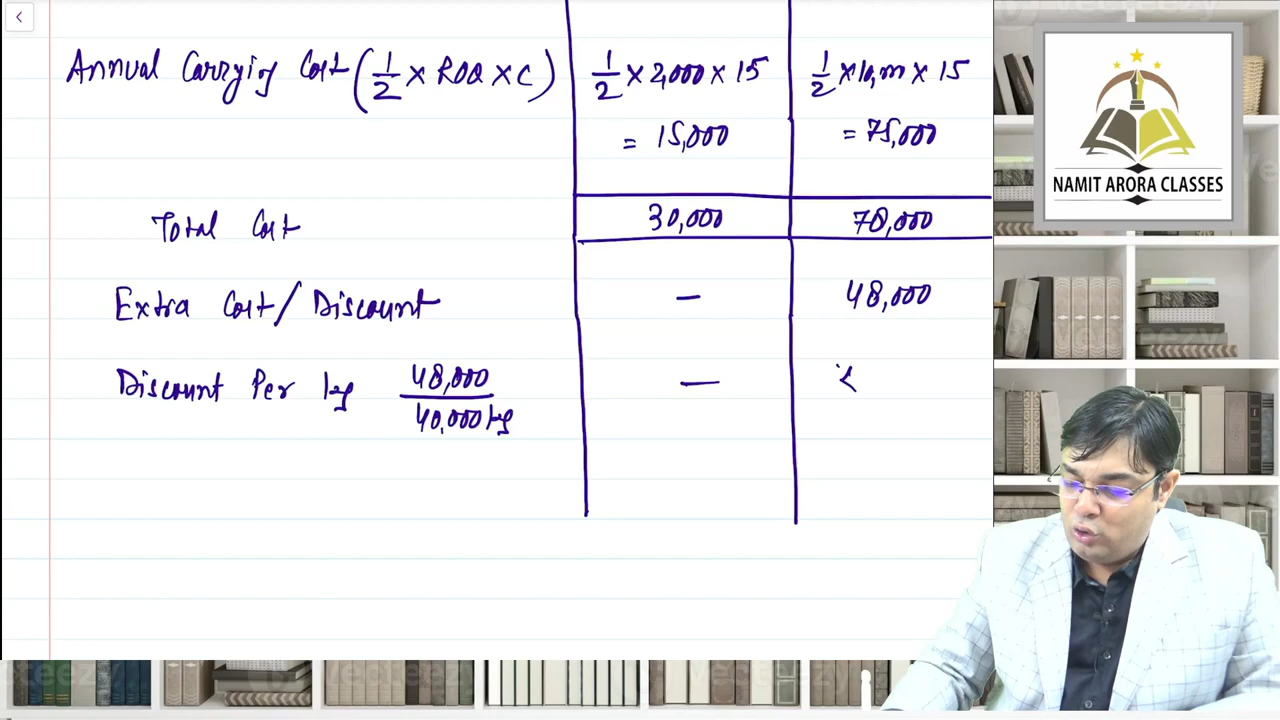 Annual Carrying Cost (1/2 × ROQ × C) 1/2 × 2,000 × 15 1/2 × 10,000 × 15
= 15,000 = 75,000
Total Cost 30,000 78,000
Extra Cost/Discount – 48,000
Discount Per kg 48,000/40,000 kg –
NAMIT ARORA CLASSES